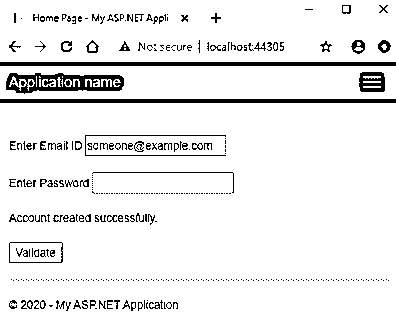 Home Page - My ASP.NET Appli
Not secure | localhost:44305
Application name
Enter Email ID someone@example.com
Enter Password
Account created successfully.
Validate
© 2020 - My ASP.NET Application